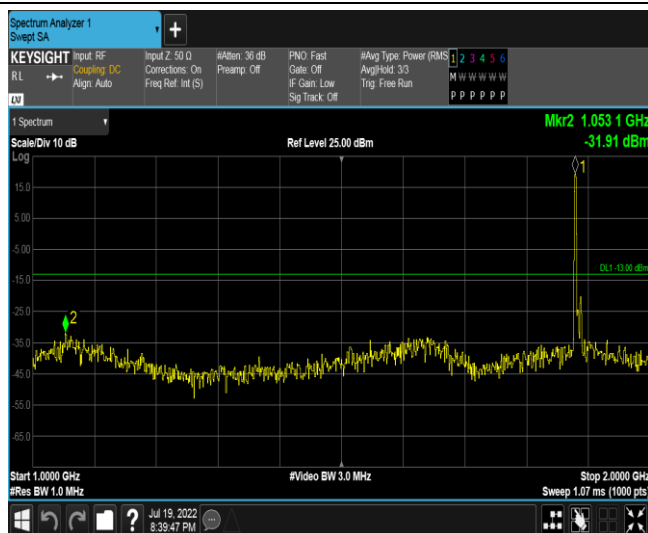 Spectrum Analyzer 1
Swept SA
KEYSIGHT Input: RF Input Z: 50 Ω #Atten: 36 dB PNO: Fast #Avg Type: Power (RMS 1 2 3 4 5 6
RL Coupling: DC Corrections: On Preamp: Off Gate: Off Avg|Hold: 3/3 M W W W W W
Align: Auto Freq Ref: Int (S) IF Gain: Low Trig: Free Run
Sig Track: Off P P P P P P
LXI
1 Spectrum
Mkr2 1.053 1 GHz
Scale/Div 10 dB Ref Level 25.00 dBm -31.91 dBm
Log
1
15.0
5.00
-5.00
DL1 -13.00 dBm
-15.0
-25.0
2
-35.0
-45.0
-55.0
-65.0
Start 1.0000 GHz #Video BW 3.0 MHz Stop 2.0000 GHz
#Res BW 1.0 MHz Sweep 1.07 ms (1000 pts)
? Jul 19, 2022
8:39:47 PM